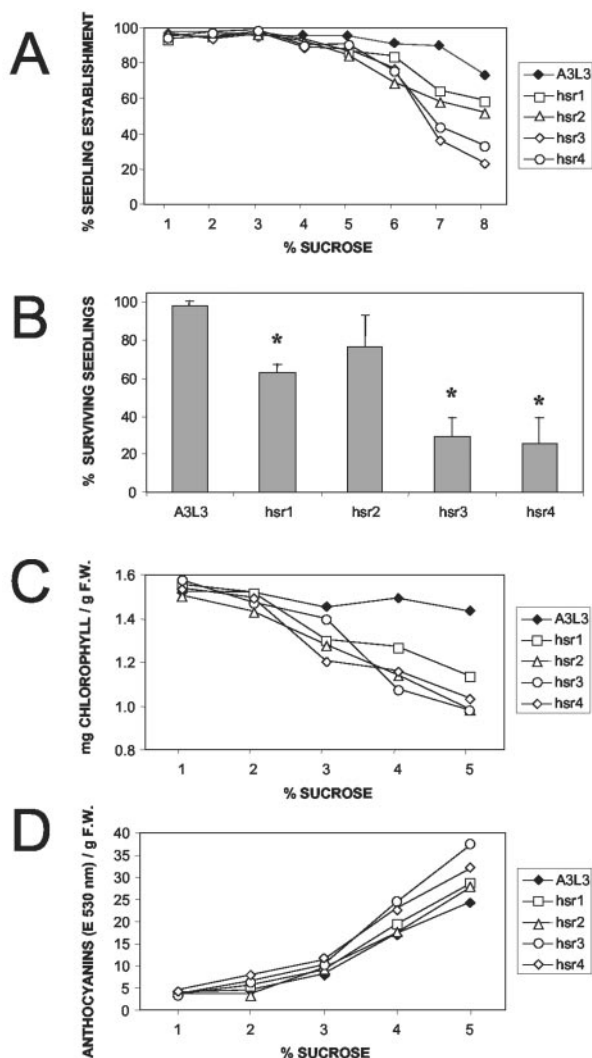 A
% SEEDLING ESTABLISHMENT
100
80
60
40
20
0
1 2 3 4 5 6 7 8
% SUCROSE
A3L3
hsr1
hsr2
hsr3
hsr4
B
% SURVIVING SEEDLINGS
100
80
60
40
20
0
*
*
*
A3L3 hsr1 hsr2 hsr3 hsr4
C
mg CHLOROPHYLL / g F.W.
1.6
1.4
1.2
1.0
0.8
1 2 3 4 5
% SUCROSE
A3L3
hsr1
hsr2
hsr3
hsr4
D
ANTHOCYANINS (E 530 nm) / g F.W.
40
35
30
25
20
15
10
5
0
1 2 3 4 5
% SUCROSE
A3L3
hsr1
hsr2
hsr3
hsr4